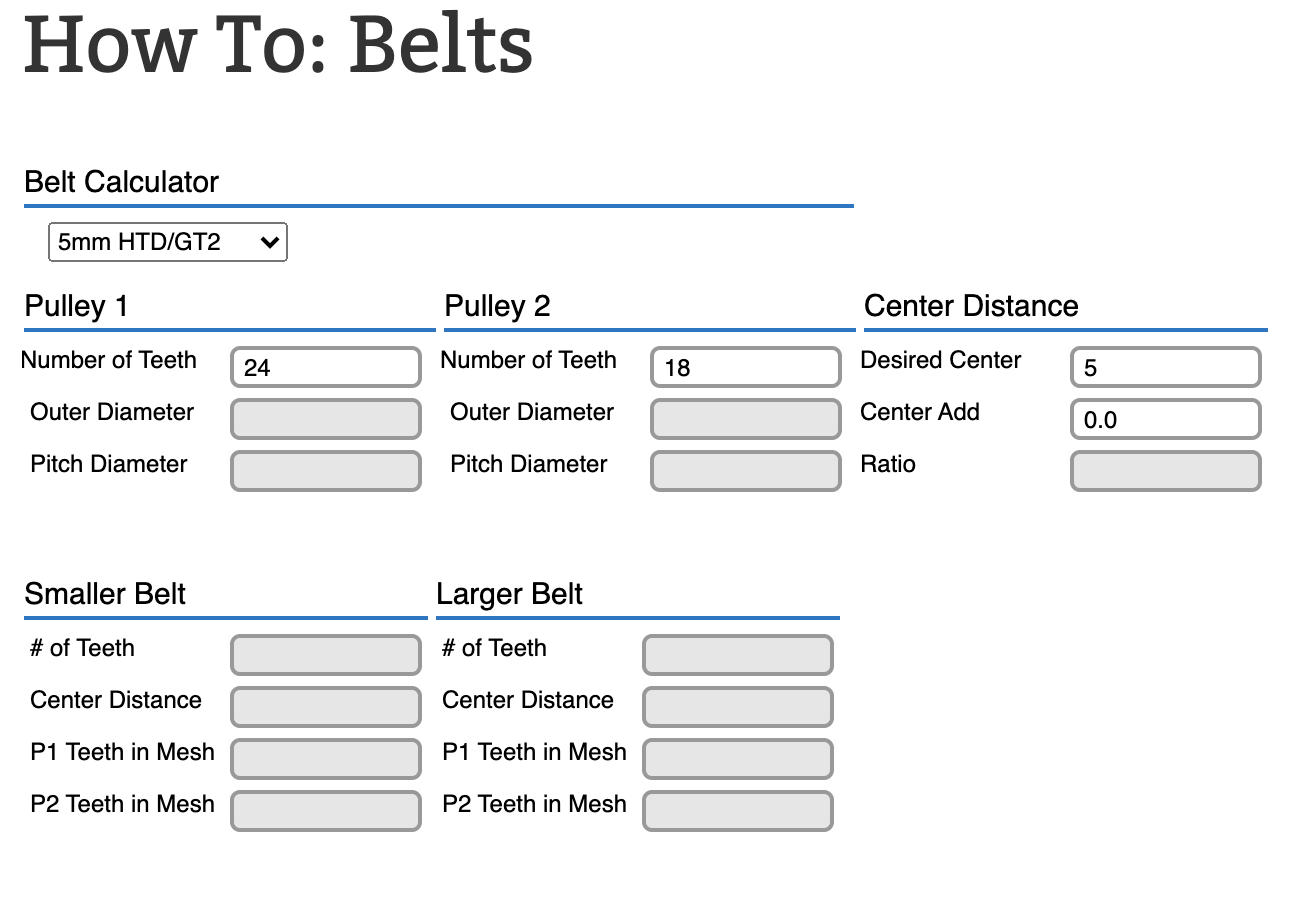 How To: Belts
Belt Calculator
5mm HTD/GT2
Pulley 1
Pulley 2
Center Distance
Number of Teeth 24
Number of Teeth 18
Desired Center 5
Outer Diameter
Outer Diameter
Center Add 0.0
Pitch Diameter
Pitch Diameter
Ratio
Smaller Belt
Larger Belt
# of Teeth
# of Teeth
Center Distance
Center Distance
P1 Teeth in Mesh
P1 Teeth in Mesh
P2 Teeth in Mesh
P2 Teeth in Mesh